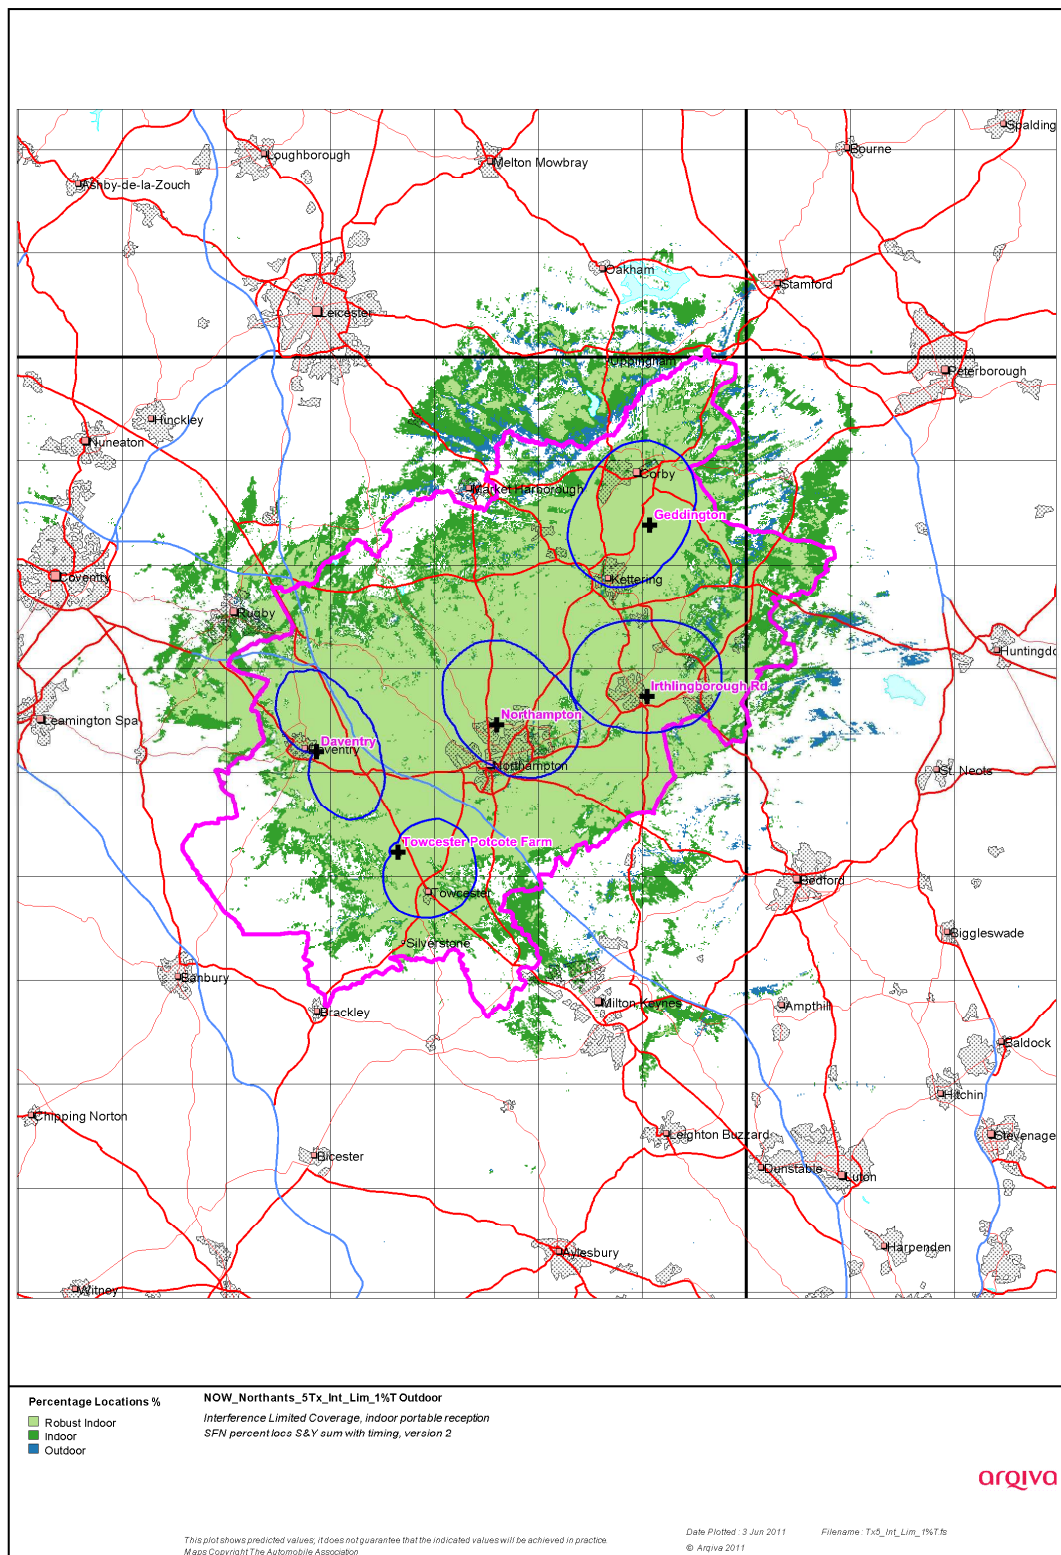 Spalding
Bourne
Loughborough
Melton Mowbray
Ashby-de-la-Zouch
Oakham
Stamford
Leicester
Uppingham
Peterborough
Hinckley
Nuneaton
Corby
Market Harborough
Geddington
Coventry
Kettering
Rugby
Huntingdo
Irthlingborough Rd
Leamington Spa
Northampton
Daventry
Daventry
Northampton
St. Neots
Towcester Potcote Farm
Bedford
Towcester
Biggleswade
Silverstone
Banbury
Milton Keynes
Ampthill
Brackley
Baldock
Hitchin
Chipping Norton
Leighton Buzzard
Stevenage
Bicester
Dunstable
Luton
Harpenden
Aylesbury
Witney
Percentage Locations %
Robust Indoor
Indoor
Outdoor
NOW_Northants_5Tx_Int_Lim_1%T Outdoor
Interference Limited Coverage, indoor portable reception
SFN percent locs S&Y sum with timing, version 2
arqiva
Date Plotted : 3 Jun 2011
Filename : Tx5_Int_Lim_1%T.fs
© Arqiva 2011
This plot shows predicted values; it does not guarantee that the indicated values will be achieved in practice.
Maps Copyright The Automobile Association